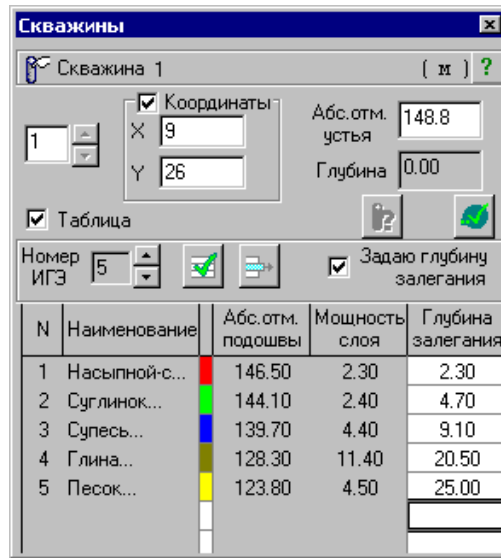 Скважины
Скважина 1 ( м ) ?
Координаты
1 X 9
Y 26
Абс.отм. устья 148.8
Глубина 0.00
Таблица
Номер ИГЭ 5
Задаю глубину залегания
N Наименование Абс.отм. подошвы Мощность слоя Глубина залегания
1 Насыпной-с... 146.50 2.30 2.30
2 Суглинок... 144.10 2.40 4.70
3 Супесь... 139.70 4.40 9.10
4 Глина... 128.30 11.40 20.50
5 Песок... 123.80 4.50 25.00